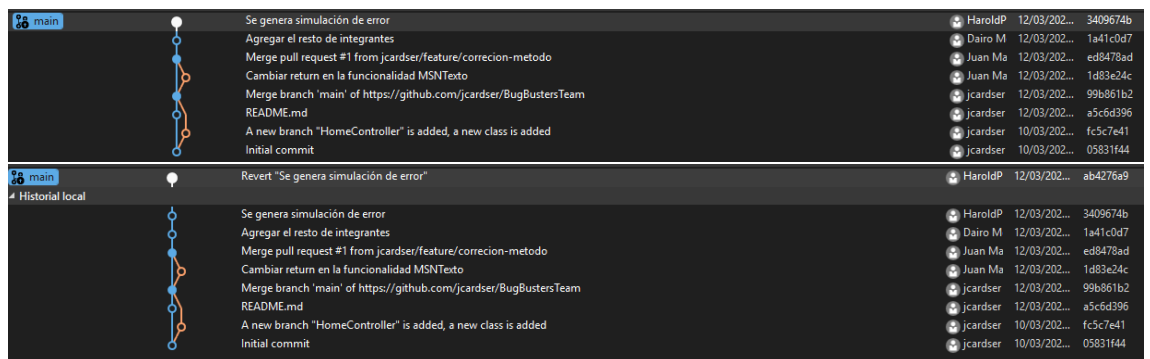 main Se genera simulación de error HaroldP 12/03/202... 3409674b
Agregar el resto de integrantes Dairo M 12/03/202... 1a41c0d7
Merge pull request #1 from jcardser/feature/correcion-metodo Juan Ma 12/03/202... ed8478ad
Cambiar return en la funcionalidad MSNTexto Juan Ma 12/03/202... 1d83e24c
Merge branch 'main' of https://github.com/jcardser/BugBustersTeam jcardser 12/03/202... 99b861b2
README.md jcardser 12/03/202... a5c6d396
A new branch "HomeController" is added, a new class is added jcardser 10/03/202... fc5c7e41
Initial commit jcardser 10/03/202... 05831f44
main Revert "Se genera simulación de error" HaroldP 12/03/202... ab4276a9
Historial local
Se genera simulación de error HaroldP 12/03/202... 3409674b
Agregar el resto de integrantes Dairo M 12/03/202... 1a41c0d7
Merge pull request #1 from jcardser/feature/correcion-metodo Juan Ma 12/03/202... ed8478ad
Cambiar return en la funcionalidad MSNTexto Juan Ma 12/03/202... 1d83e24c
Merge branch 'main' of https://github.com/jcardser/BugBustersTeam jcardser 12/03/202... 99b861b2
README.md jcardser 12/03/202... a5c6d396
A new branch "HomeController" is added, a new class is added jcardser 10/03/202... fc5c7e41
Initial commit jcardser 10/03/202... 05831f44